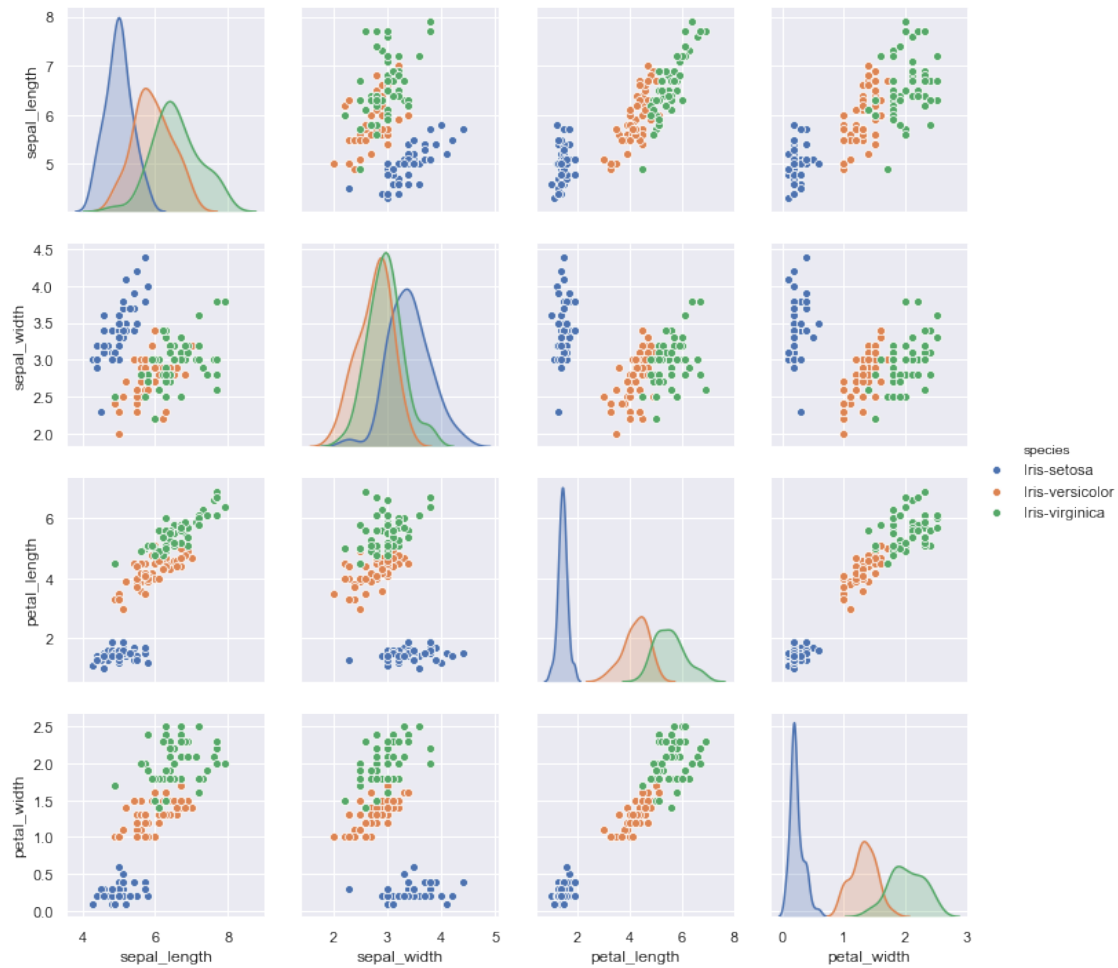 8
7
6
5
sepal_length
4.5
4.0
3.5
3.0
2.5
2.0
sepal_width
6
4
2
petal_length
2.5
2.0
1.5
1.0
0.5
0.0
petal_width
4 6 8
sepal_length
2 3 4 5
sepal_width
2 4 6 8
petal_length
0 1 2 3
petal_width
species
Iris-setosa
Iris-versicolor
Iris-virginica